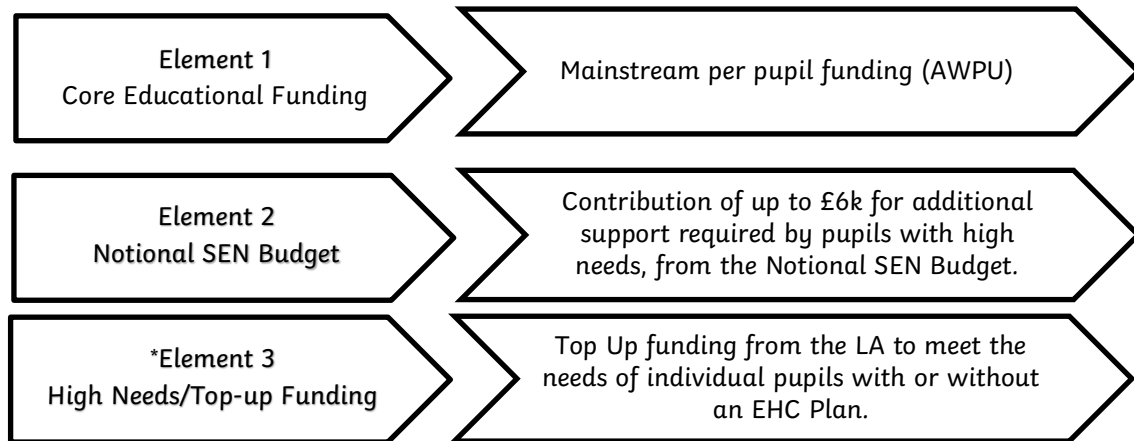 Element 1
Core Educational Funding
Mainstream per pupil funding (AWPU)
Element 2
Notional SEN Budget
Contribution of up to £6k for additional
support required by pupils with high
needs, from the Notional SEN Budget.
*Element 3
High Needs/Top-up Funding
Top Up funding from the LA to meet the
needs of individual pupils with or without
an EHC Plan.